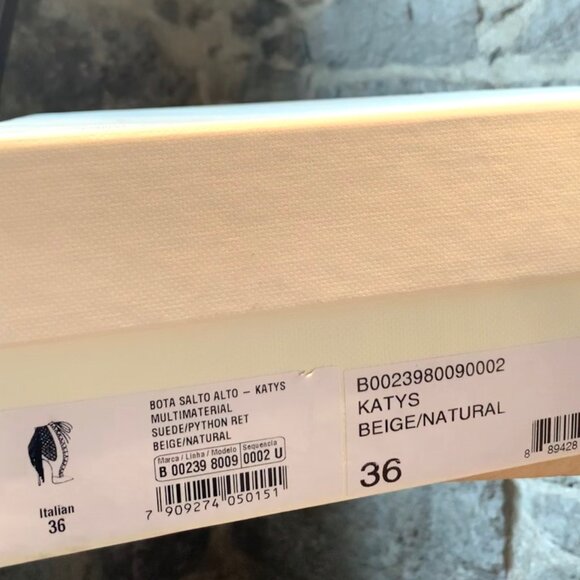 BOTA SALTO ALTO – KATYS
MULTIMATERIAL
SUEDE/PYTHON RET
BEIGE/NATURAL
Marca / Linha / Modelo Sequencia
B 00239 8009 0002 U
7 909274 050151
Italian
36
B0023980090002
KATYS
BEIGE/NATURAL
36
8 89428